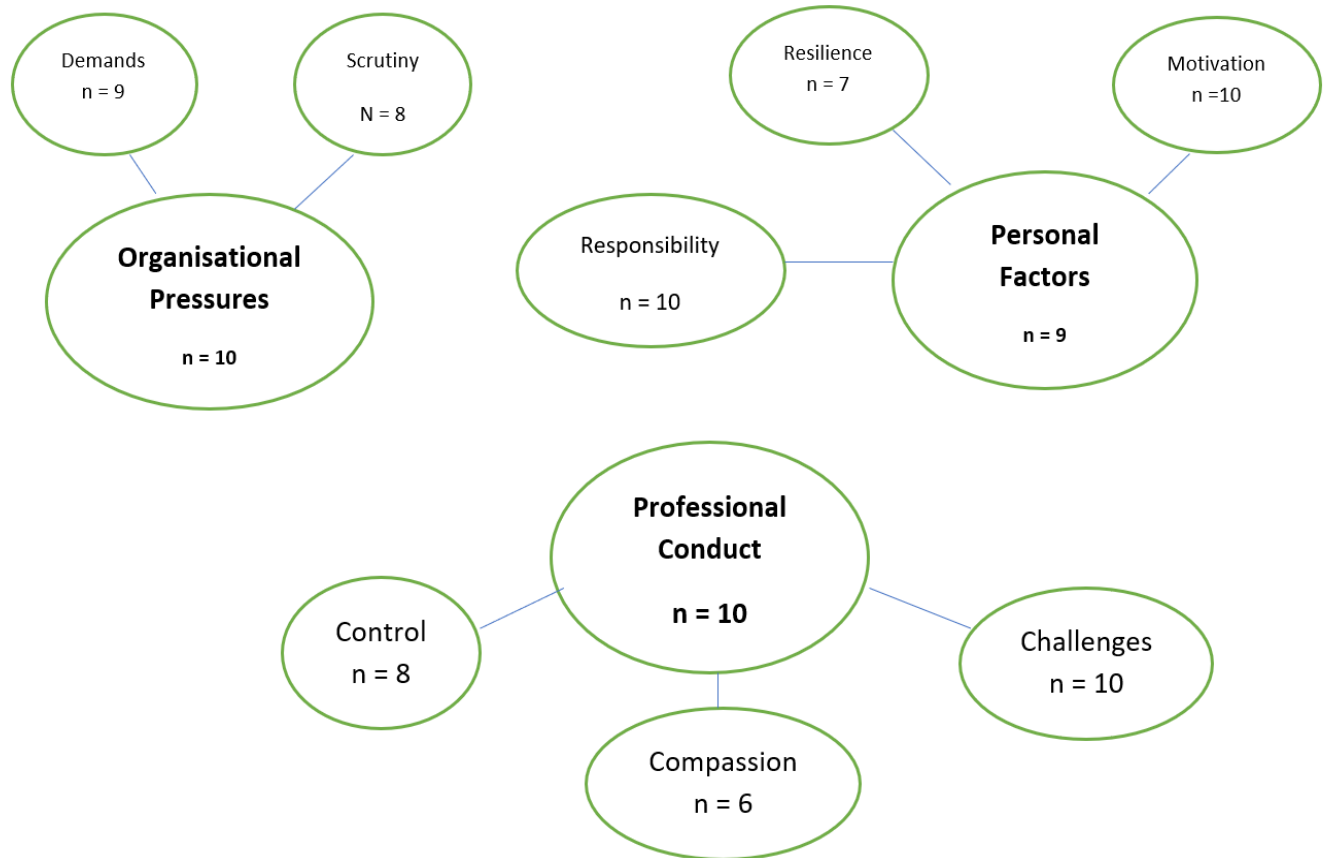 Demands
n = 9
Scrutiny
N = 8
Organisational
Pressures
n = 10
Resilience
n = 7
Motivation
n =10
Responsibility
n = 10
Personal
Factors
n = 9
Professional
Conduct
n = 10
Control
n = 8
Compassion
n = 6
Challenges
n = 10